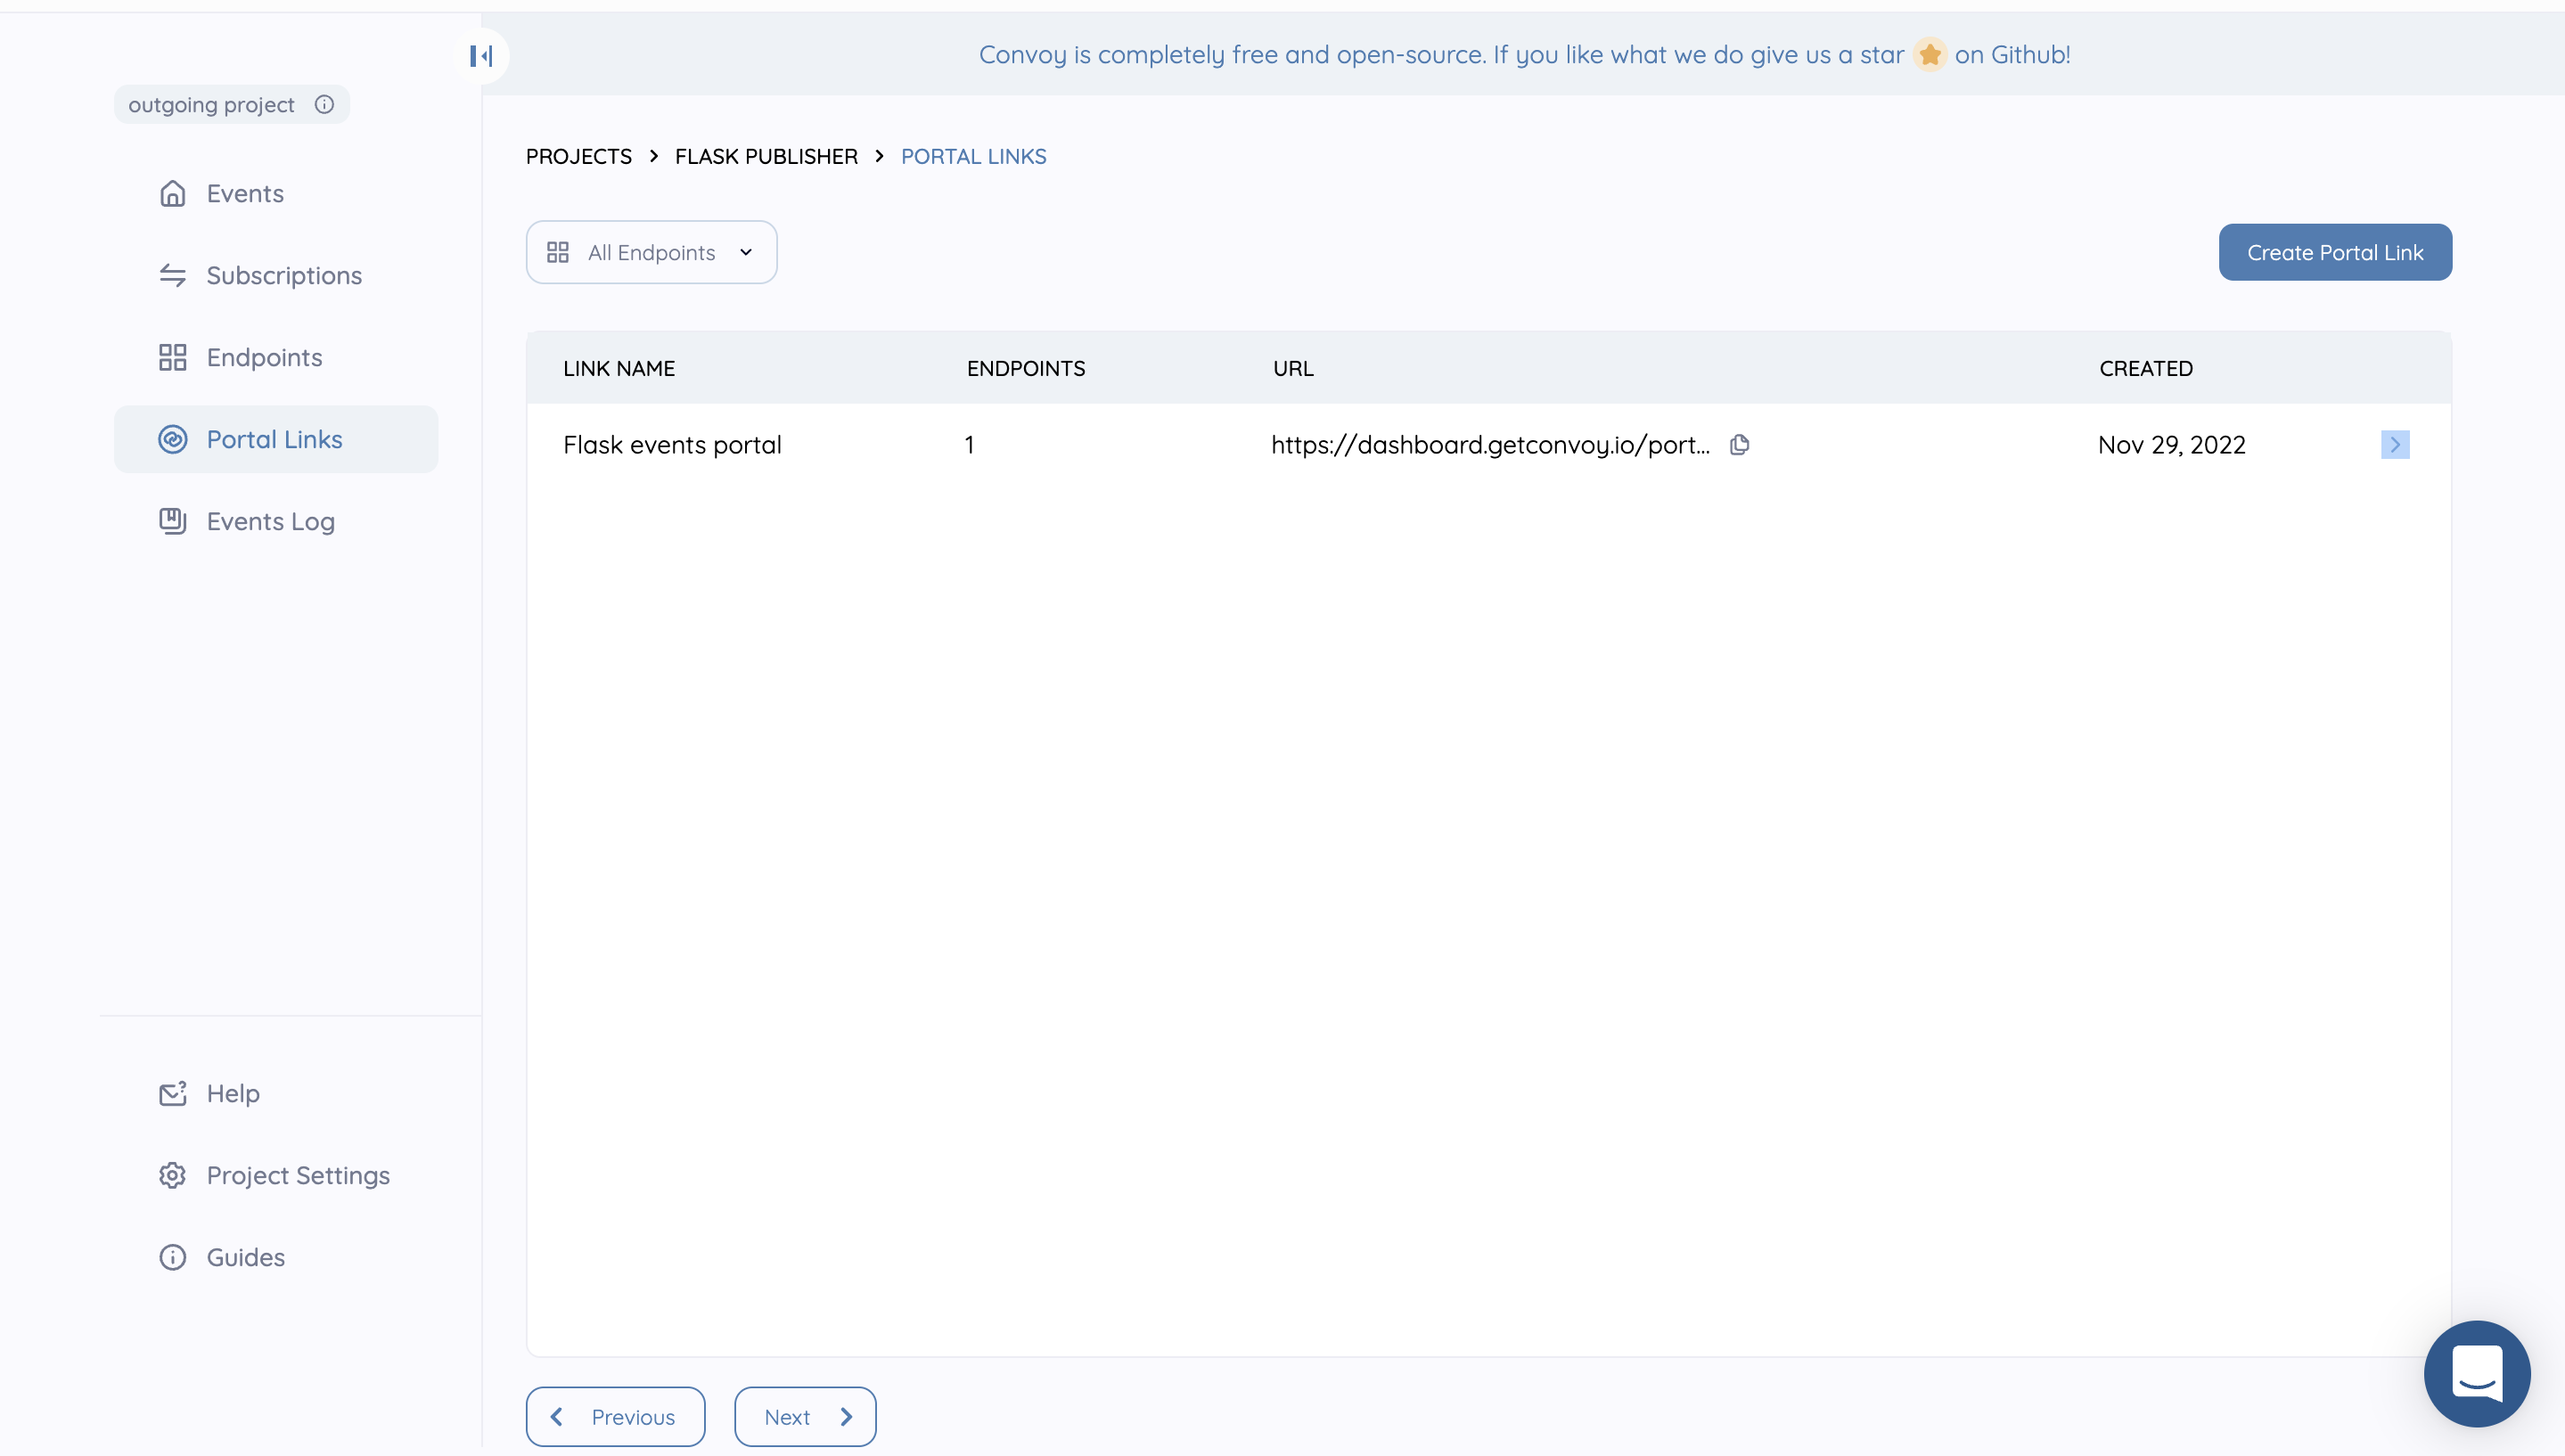 Convoy is completely free and open-source. If you like what we do give us a star ⭐ on Github!
outgoing project
Events
Subscriptions
Endpoints
Portal Links
Events Log
Help
Project Settings
Guides
PROJECTS > FLASK PUBLISHER > PORTAL LINKS
All Endpoints
Create Portal Link
LINK NAME ENDPOINTS URL CREATED
Flask events portal 1 https://dashboard.getconvoy.io/port... Nov 29, 2022
Previous Next